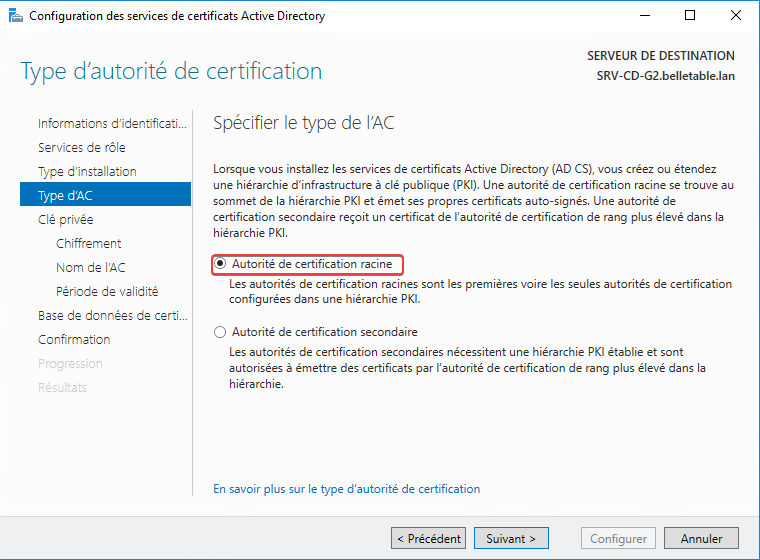 Configuration des services de certificats Active Directory
Type d'autorité de certification
SERVEUR DE DESTINATION
SRV-CD-G2.belletable.lan
Informations d'identificati...
Services de rôle
Type d'installation
Type d'AC
Clé privée
Chiffrement
Nom de l'AC
Période de validité
Base de données de certi...
Confirmation
Progression
Résultats
Spécifier le type de l'AC
Lorsque vous installez les services de certificats Active Directory (AD CS), vous créez ou étendez
une hiérarchie d'infrastructure à clé publique (PKI). Une autorité de certification racine se trouve au
sommet de la hiérarchie PKI et émet ses propres certificats auto-signés. Une autorité de
certification secondaire reçoit un certificat de l'autorité de certification de rang plus élevé dans la
hiérarchie PKI.
Autorité de certification racine
Les autorités de certification racines sont les premières voire les seules autorités de certification
configurées dans une hiérarchie PKI.
Autorité de certification secondaire
Les autorités de certification secondaires nécessitent une hiérarchie PKI établie et sont
autorisées à émettre des certificats par l'autorité de certification de rang plus élevé dans la
hiérarchie.
En savoir plus sur le type d'autorité de certification
< Précédent
Suivant >
Configurer
Annuler